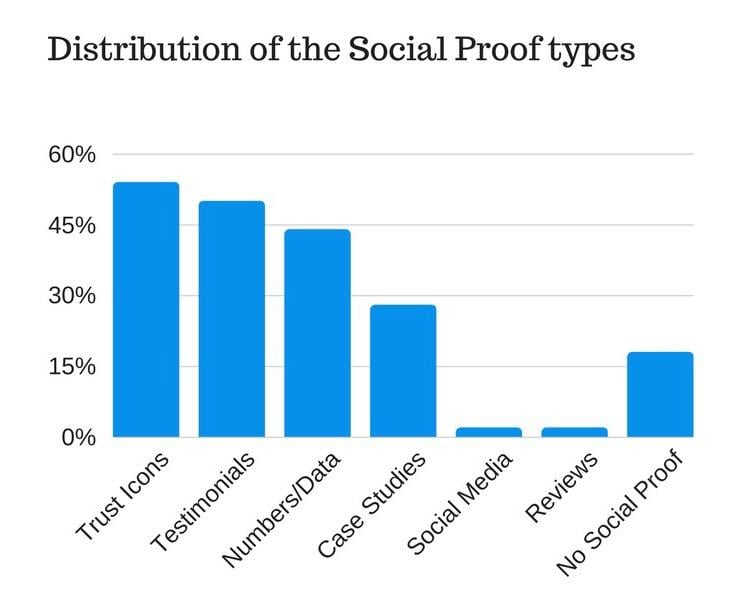 Distribution of the Social Proof types
60%
45%
30%
15%
0%
Trust Icons
Testimonials
Numbers/Data
Case Studies
Social Media
Reviews
No Social Proof